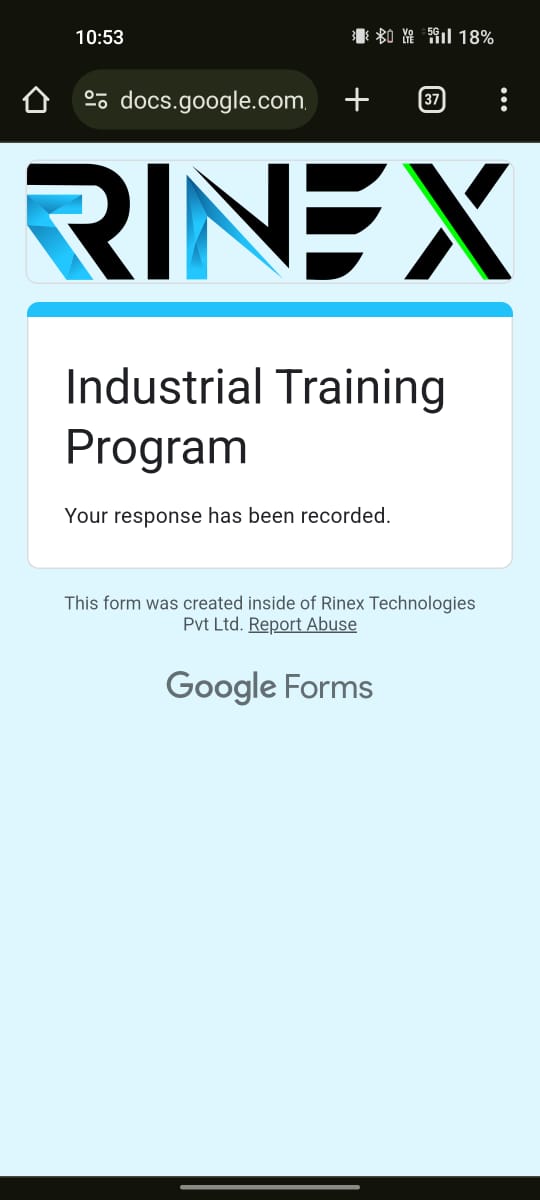 10:53
Vo LTE 5G 18%
docs.google.com
37
RINEX
Industrial Training
Program
Your response has been recorded.
This form was created inside of Rinex Technologies
Pvt Ltd. Report Abuse
Google Forms